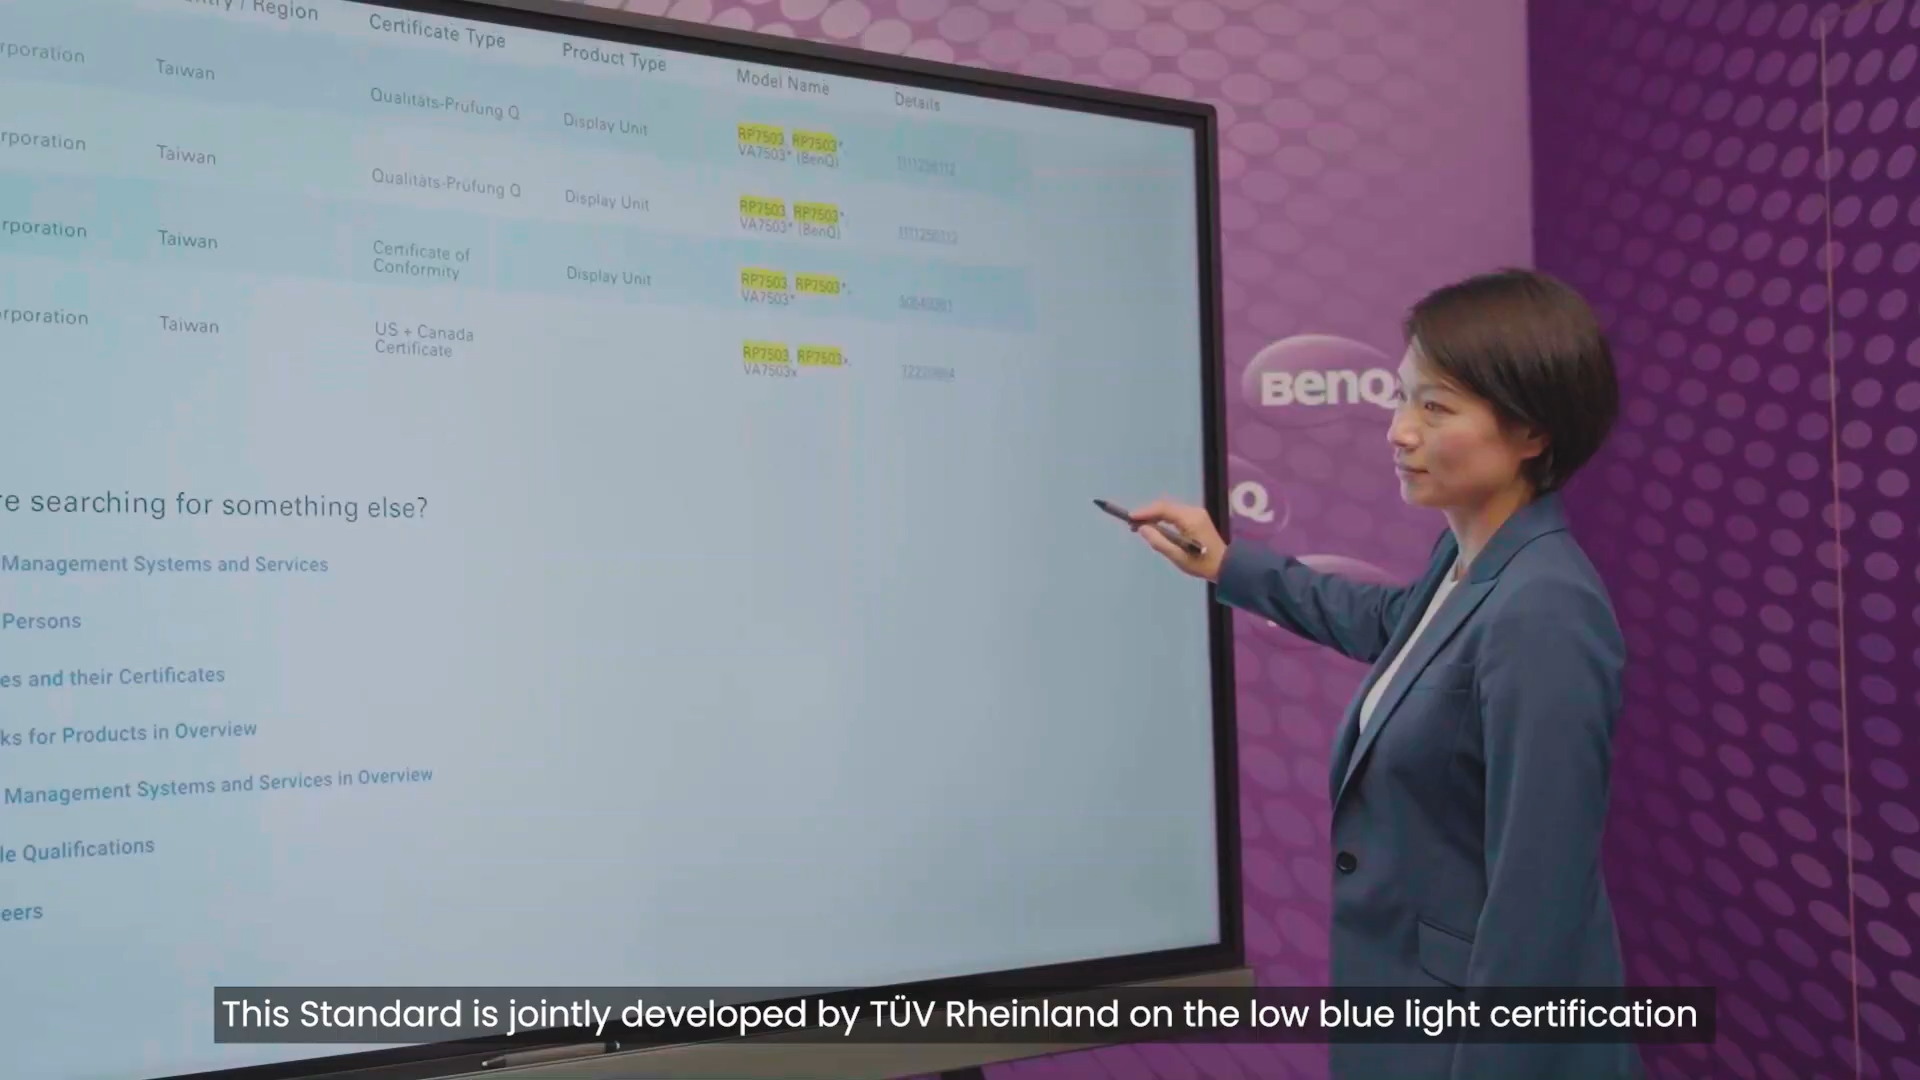 Region
Certificate Type
Product Type
Model Name
Details
rporation
Taiwan
Qualitäts-Prüfung Q
Display Unit
RP7503, RP7503*,
VA7503* (BenQ)
rporation
Taiwan
Qualitäts-Prüfung Q
Display Unit
RP7503, RP7503*,
VA7503* (BenQ)
rporation
Taiwan
Certificate of
Conformity
Display Unit
RP7503, RP7503*,
VA7503*
rporation
Taiwan
US + Canada
Certificate
RP7503, RP7503x,
VA7503x
re searching for something else?
Management Systems and Services
Persons
es and their Certificates
ks for Products in Overview
Management Systems and Services in Overview
le Qualifications
eers
BenQ
Q
This Standard is jointly developed by TÜV Rheinland on the low blue light certification